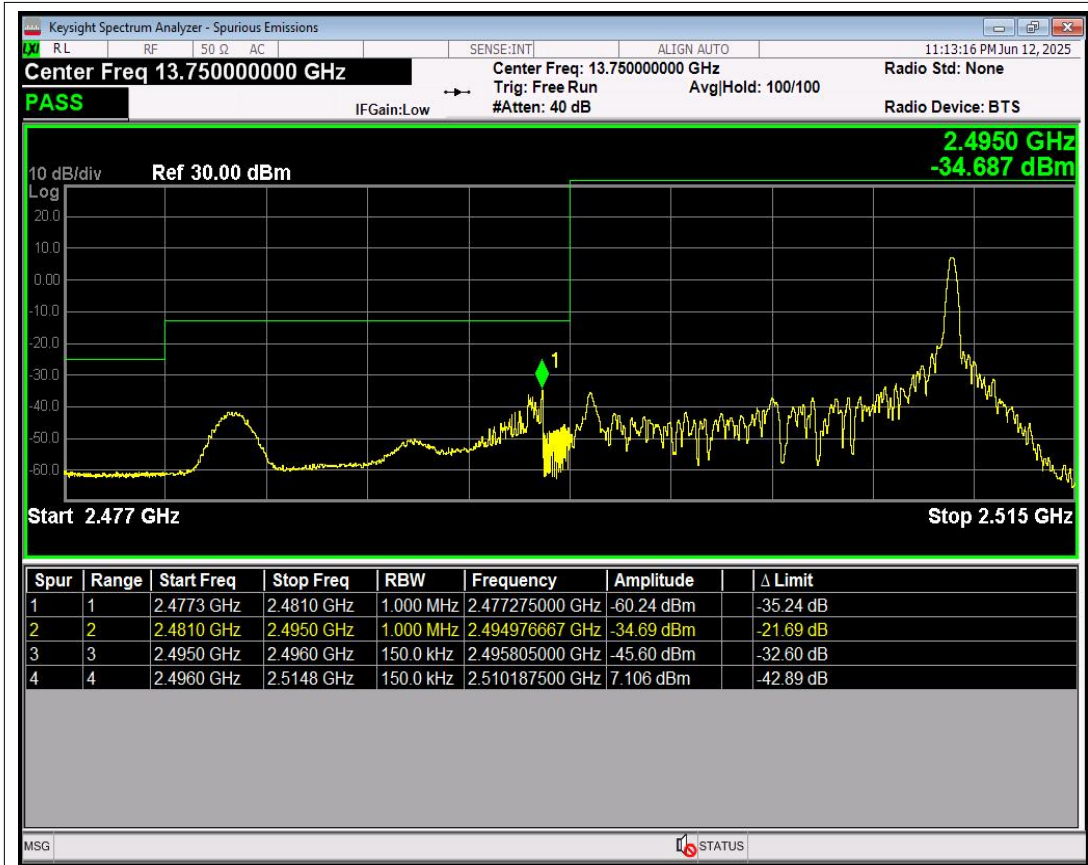 Keysight Spectrum Analyzer - Spurious Emissions
LXI RL RF 50 Ω AC SENSE:INT ALIGN AUTO 11:13:16 PM Jun 12, 2025
Center Freq 13.750000000 GHz Center Freq: 13.750000000 GHz Radio Std: None
Trig: Free Run Avg|Hold: 100/100
PASS IFGain:Low #Atten: 40 dB Radio Device: BTS
2.4950 GHz
-34.687 dBm
10 dB/div Ref 30.00 dBm
Log
20.0
10.0
0.00
-10.0
-20.0
-30.0
1
-40.0
-50.0
-60.0
Start 2.477 GHz Stop 2.515 GHz
Spur Range Start Freq Stop Freq RBW Frequency Amplitude Δ Limit
1 1 2.4773 GHz 2.4810 GHz 1.000 MHz 2.477275000 GHz -60.24 dBm -35.24 dB
2 2 2.4810 GHz 2.4950 GHz 1.000 MHz 2.494976667 GHz -34.69 dBm -21.69 dB
3 3 2.4950 GHz 2.4960 GHz 150.0 kHz 2.495805000 GHz -45.60 dBm -32.60 dB
4 4 2.4960 GHz 2.5148 GHz 150.0 kHz 2.510187500 GHz 7.106 dBm -42.89 dB
MSG STATUS